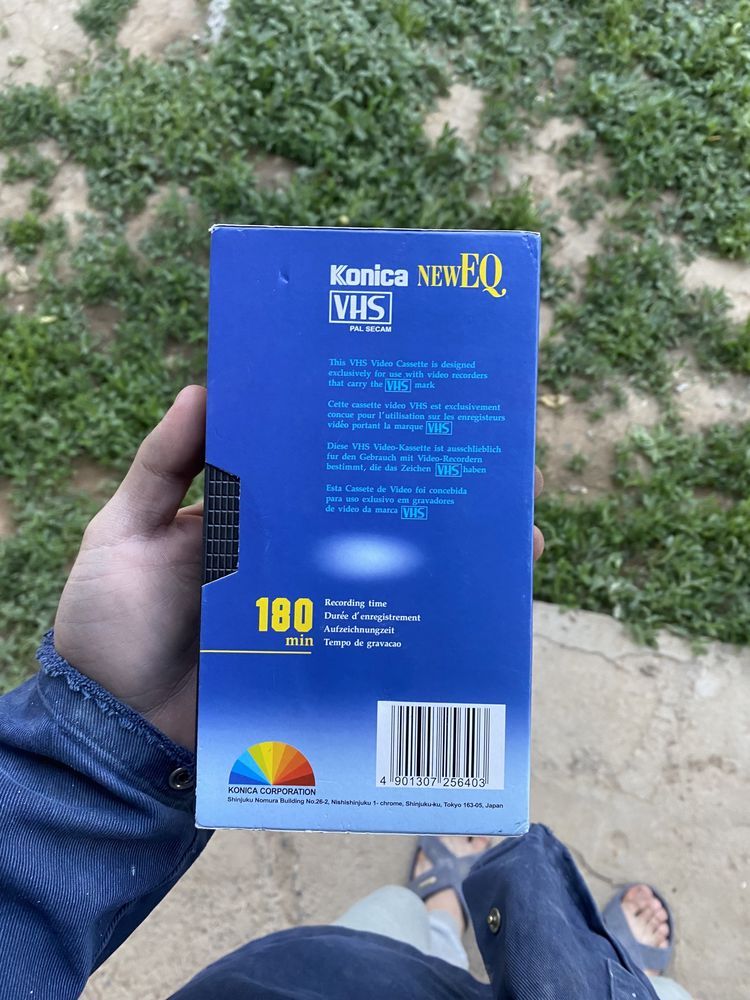 Konica NEW EQ
VHS
PAL SECAM
This VHS Video Cassette is designed
exclusively for use with video recorders
that carry the VHS mark
Cette cassette video VHS est exclusivement
concue pour l'utilisation sur les enregisteurs
vidéo portant la marque VHS
Diese VHS Video-Kassette ist ausschlieblich
fur den Gebrauch mit Video-Recordern
bestimmt, die das Zeichen VHS haben
Esta Cassete de Video foi concebida
para uso exlusivo em gravadores
de video da marca VHS
180
min
Recording time
Durée d'enregistrement
Aufzeichnungzeit
Tempo de gravacao
4 901307 256403
KONICA CORPORATION
Shinjuku Nomura Building No.26-2, Nishishinjuku 1- chrome, Shinjuku-ku, Tokyo 163-05, Japan